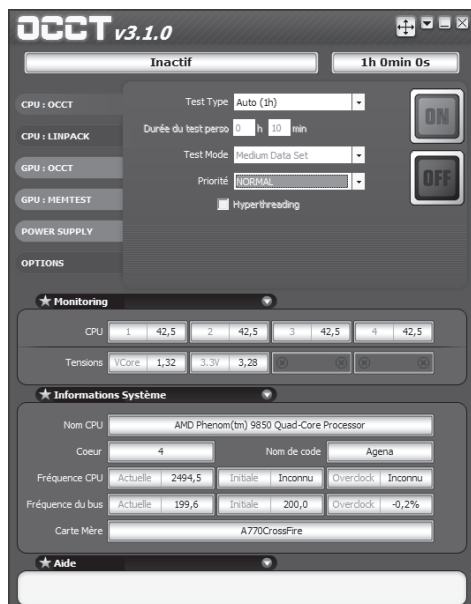 OCCT v3.1.0
Inactif 1h 0min 0s
CPU : OCCT
CPU : LINPACK
GPU : OCCT
GPU : MEMTEST
POWER SUPPLY
OPTIONS
Test Type Auto (1h)
Durée du test perso 0 h 10 min
Test Mode Medium Data Set
Priorité NORMAL
Hyperthreading
ON
OFF
Monitoring
CPU 1 42,5 2 42,5 3 42,5 4 42,5
Tensions VCore 1,32 3.3V 3,28
Informations Système
Nom CPU AMD Phenom(tm) 9850 Quad-Core Processor
Coeur 4 Nom de code Agena
Fréquence CPU Actuelle 2494,5 Initiale Inconnu Overclock Inconnu
Fréquence du bus Actuelle 199,6 Initiale 200,0 Overclock -0,2%
Carte Mère A770CrossFire
Aide